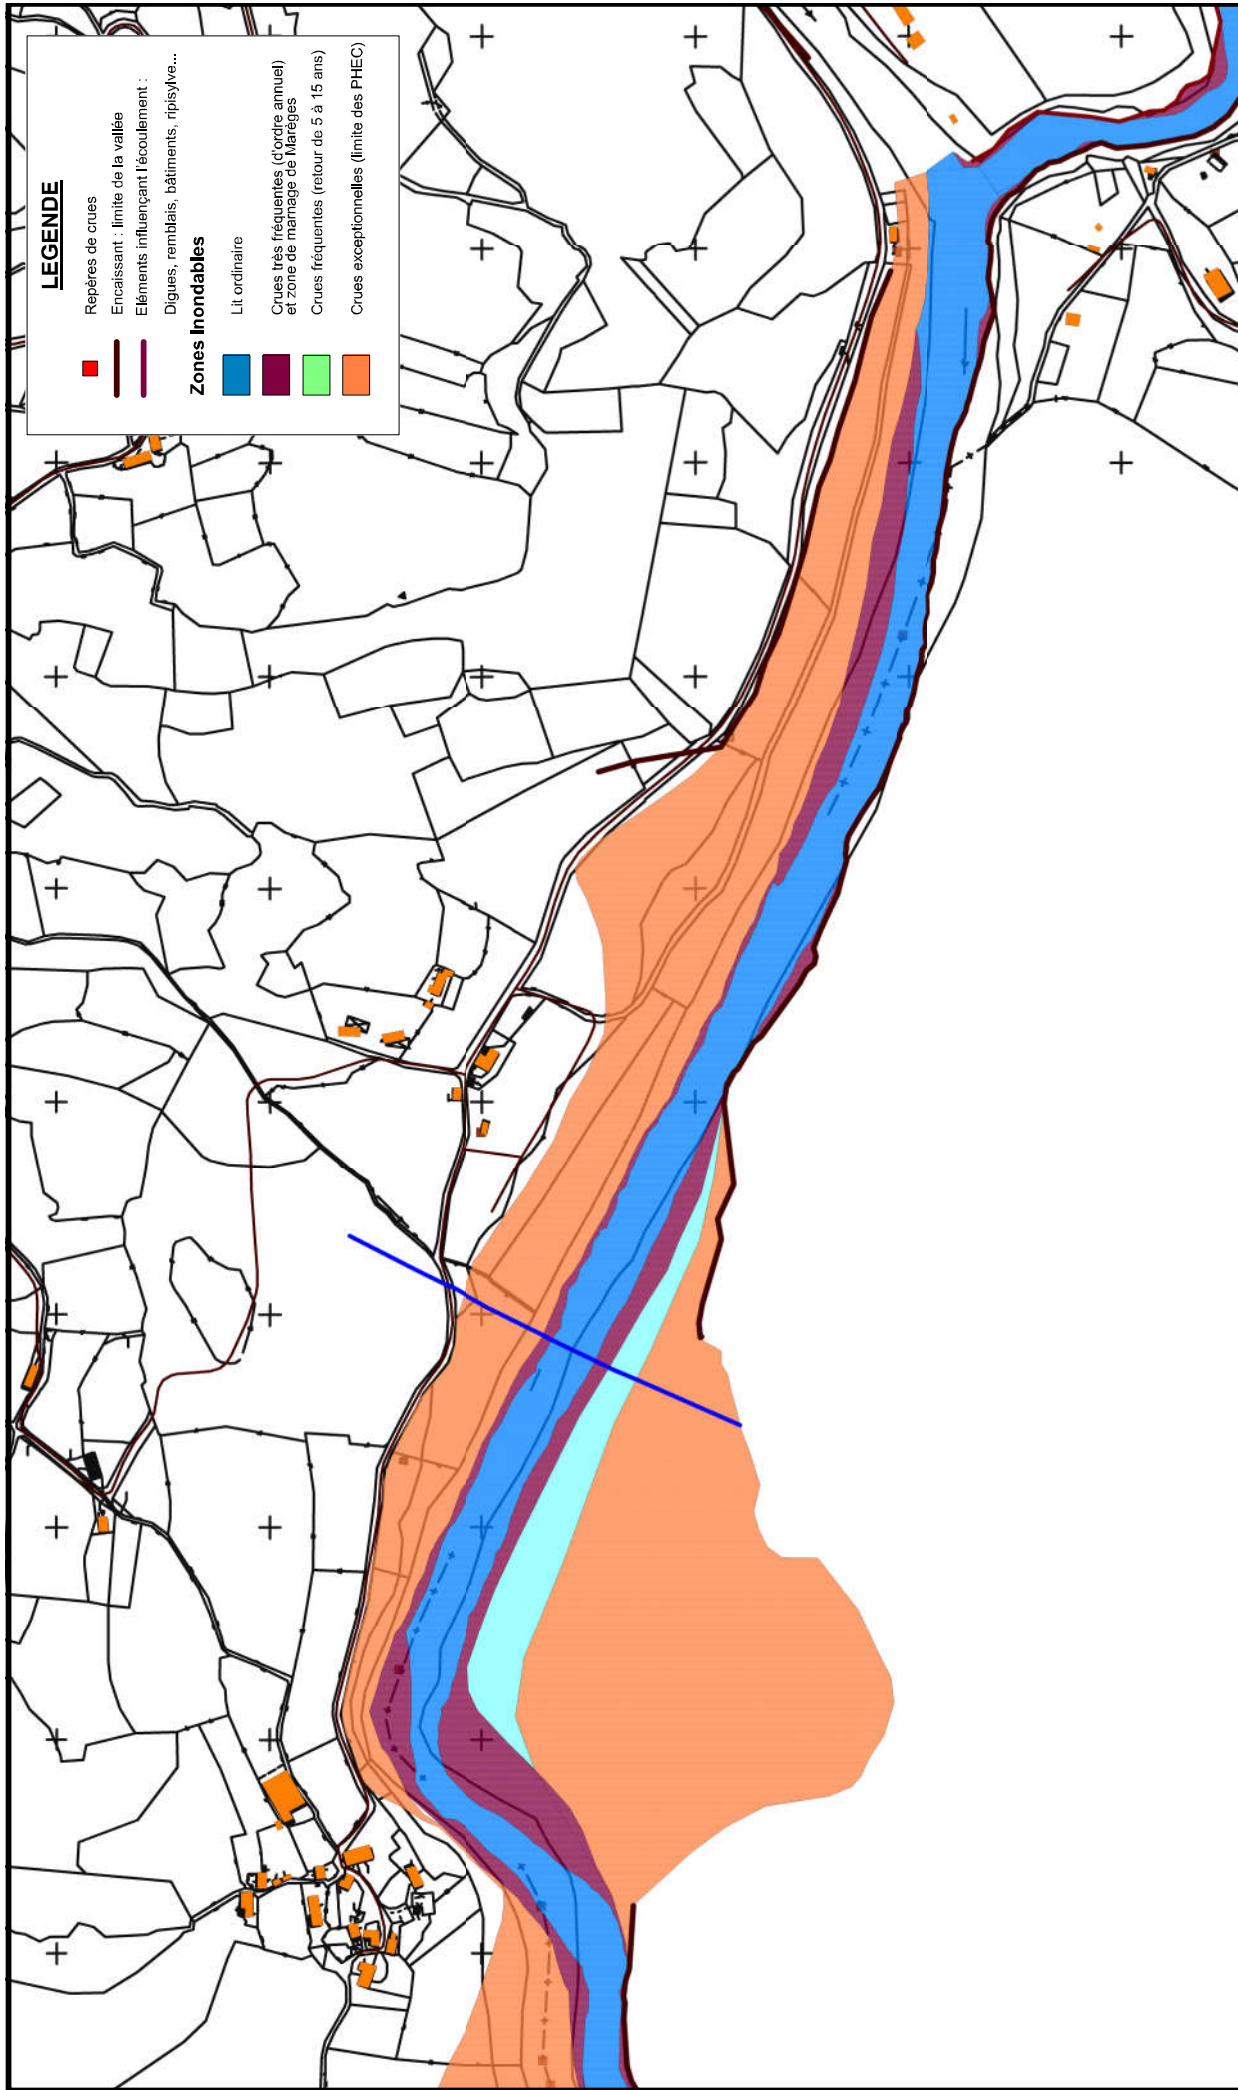 LEGENDE
Repères de crues
Encaissant : limite de la vallée
Eléments influençant l'écoulement :
Digues, remblais, bâtiments, ripisylve...
Zones Inondables
Lit ordinaire
Crues très fréquentes (d'ordre annuel)
et zone de marnage de Marèges
Crues fréquentes (retour de 5 à 15 ans)
Crues exceptionnelles (limite des PHEC)